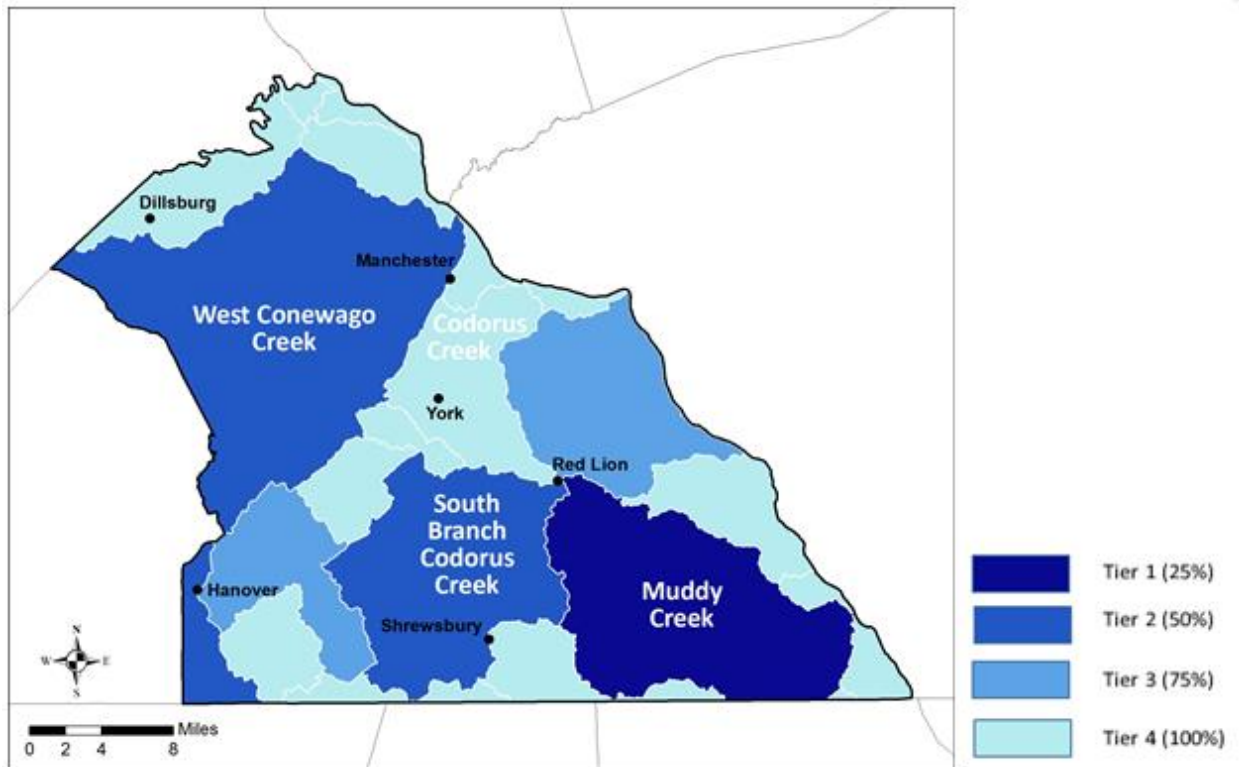 Dillsburg
Manchester
West Conewago
Creek
Codorus
Creek
York
Red Lion
South
Branch
Codorus
Creek
Muddy
Creek
Hanover
Shrewsbury
N
W E
S
Miles
0 2 4 8
Tier 1 (25%)
Tier 2 (50%)
Tier 3 (75%)
Tier 4 (100%)